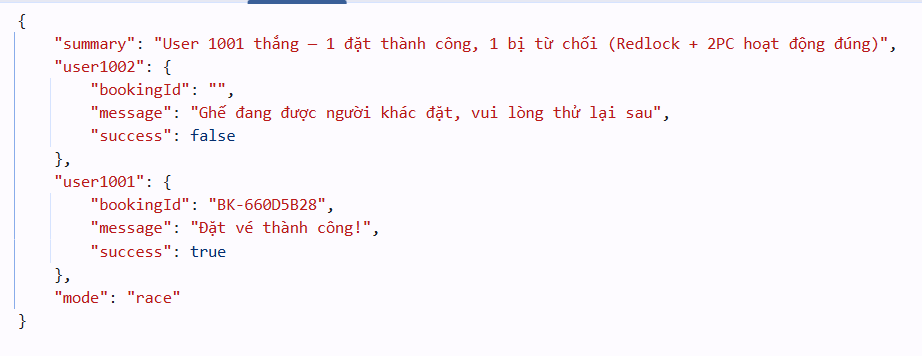 {
    "summary": "User 1001 thắng — 1 đặt thành công, 1 bị từ chối (Redlock + 2PC hoạt động đúng)",
    "user1002": {
        "bookingId": "",
        "message": "Ghế đang được người khác đặt, vui lòng thử lại sau",
        "success": false
    },
    "user1001": {
        "bookingId": "BK-660D5B28",
        "message": "Đặt vé thành công!",
        "success": true
    },
    "mode": "race"
}